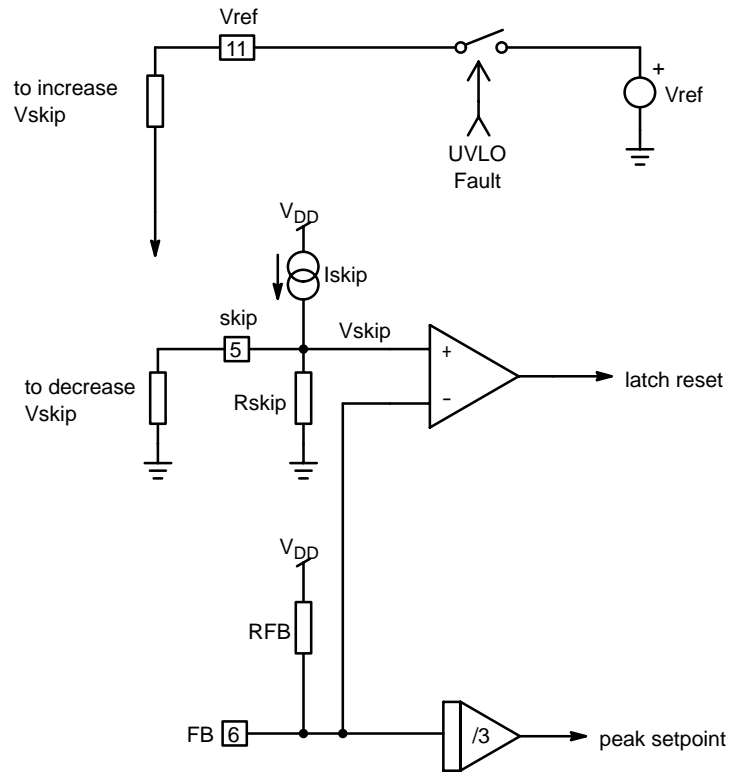 Vref
11
to increase
Vskip
+
Vref
UVLO
Fault
VDD
Iskip
skip
5
Vskip
+
to decrease
Vskip
Rskip
−
latch reset
VDD
RFB
FB 6
/3
peak setpoint